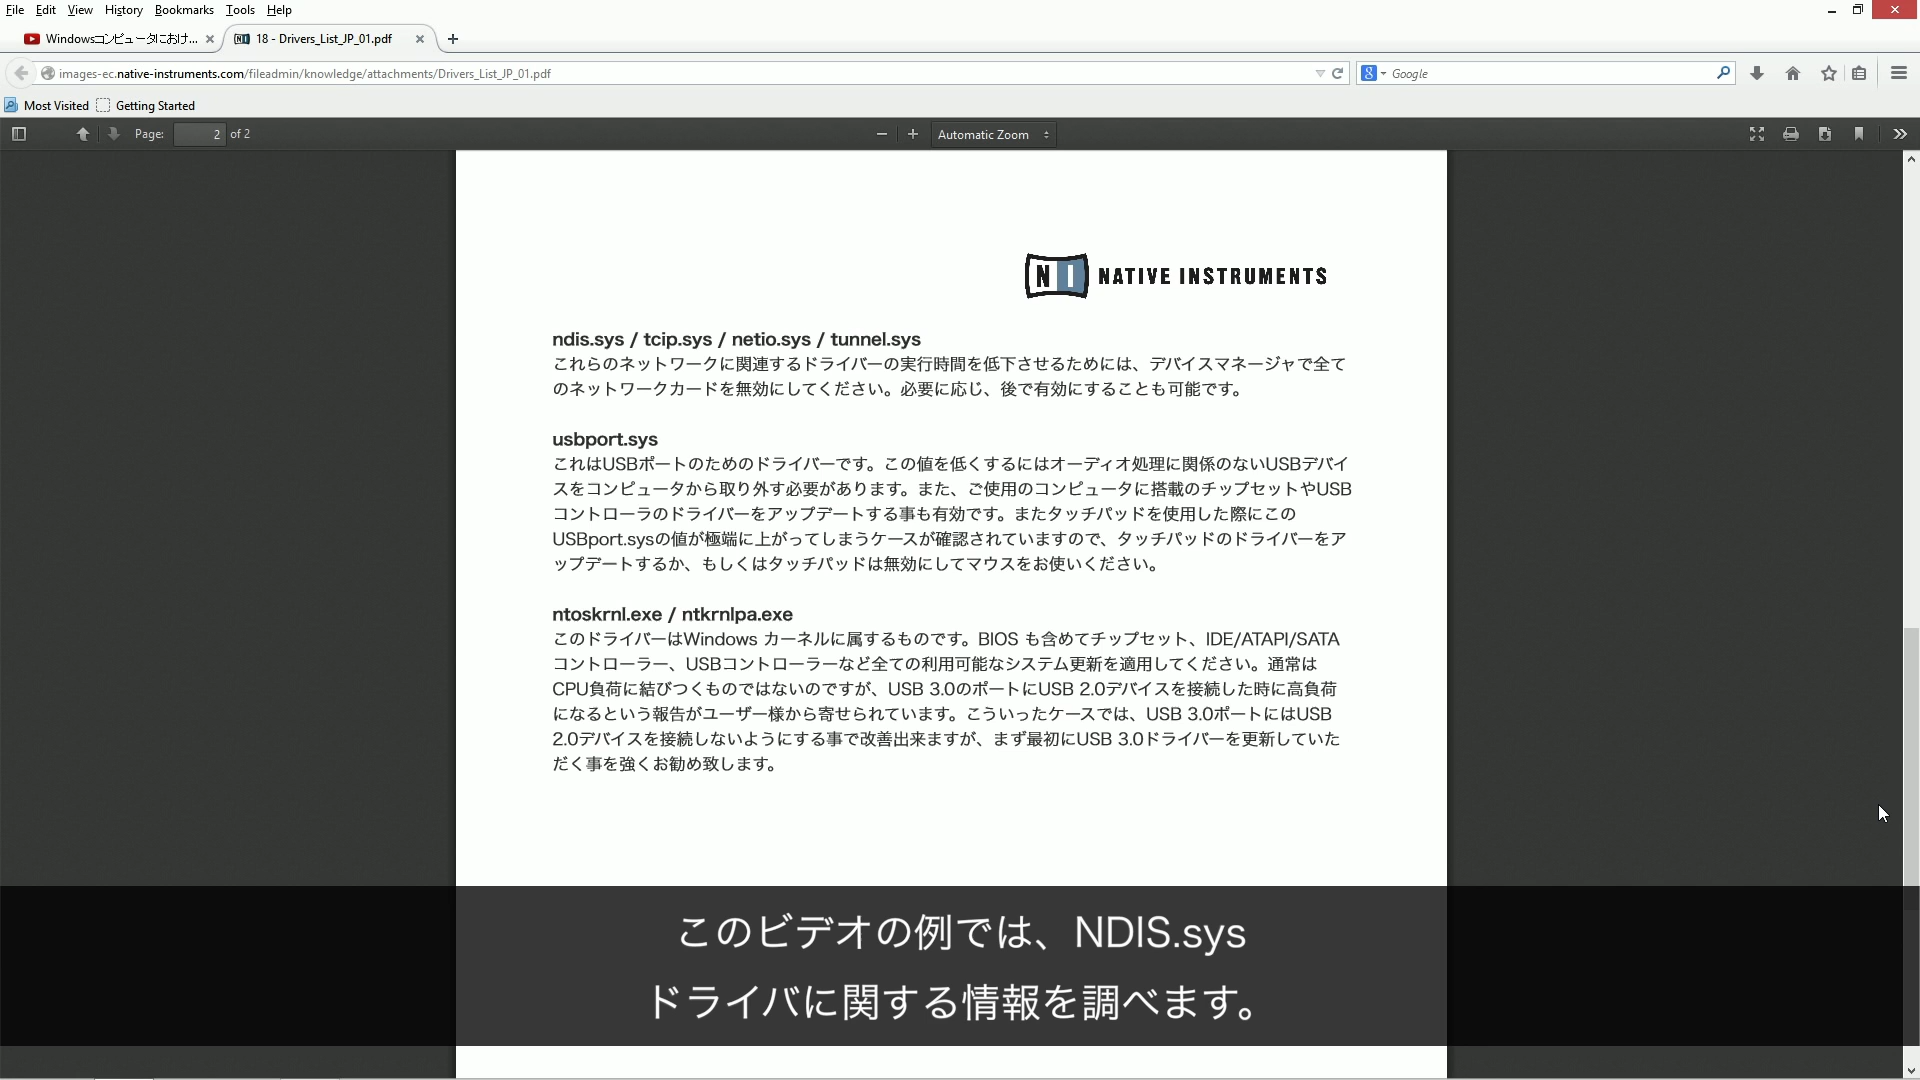 File Edit View History Bookmarks Tools Help
Windowsコンピュータにおけ... 18 - Drivers_List_JP_01.pdf
images-ec.native-instruments.com/fileadmin/knowledge/attachments/Drivers_List_JP_01.pdf Google
Most Visited Getting Started
Page: 2 of 2 Automatic Zoom
NI NATIVE INSTRUMENTS
ndis.sys / tcip.sys / netio.sys / tunnel.sys
これらのネットワークに関連するドライバーの実行時間を低下させるためには、デバイスマネージャで全て
のネットワークカードを無効にしてください。必要に応じ、後で有効にすることも可能です。
usbport.sys
これはUSBポートのためのドライバーです。この値を低くするにはオーディオ処理に関係のないUSBデバイ
スをコンピュータから取り外す必要があります。また、ご使用のコンピュータに搭載のチップセットやUSB
コントローラのドライバーをアップデートする事も有効です。またタッチパッドを使用した際にこの
USBport.sysの値が極端に上がってしまうケースが確認されていますので、タッチパッドのドライバーをア
ップデートするか、もしくはタッチパッドは無効にしてマウスをお使いください。
ntoskrnl.exe / ntkrnlpa.exe
このドライバーはWindows カーネルに属するものです。BIOS も含めてチップセット、IDE/ATAPI/SATA
コントローラー、USBコントローラーなど全ての利用可能なシステム更新を適用してください。通常は
CPU負荷に結びつくものではないのですが、USB 3.0のポートにUSB 2.0デバイスを接続した時に高負荷
になるという報告がユーザー様から寄せられています。こういったケースでは、USB 3.0ポートにはUSB
2.0デバイスを接続しないようにする事で改善出来ますが、まず最初にUSB 3.0ドライバーを更新していた
だく事を強くお勧め致します。
このビデオの例では、NDIS.sys
ドライバに関する情報を調べます。